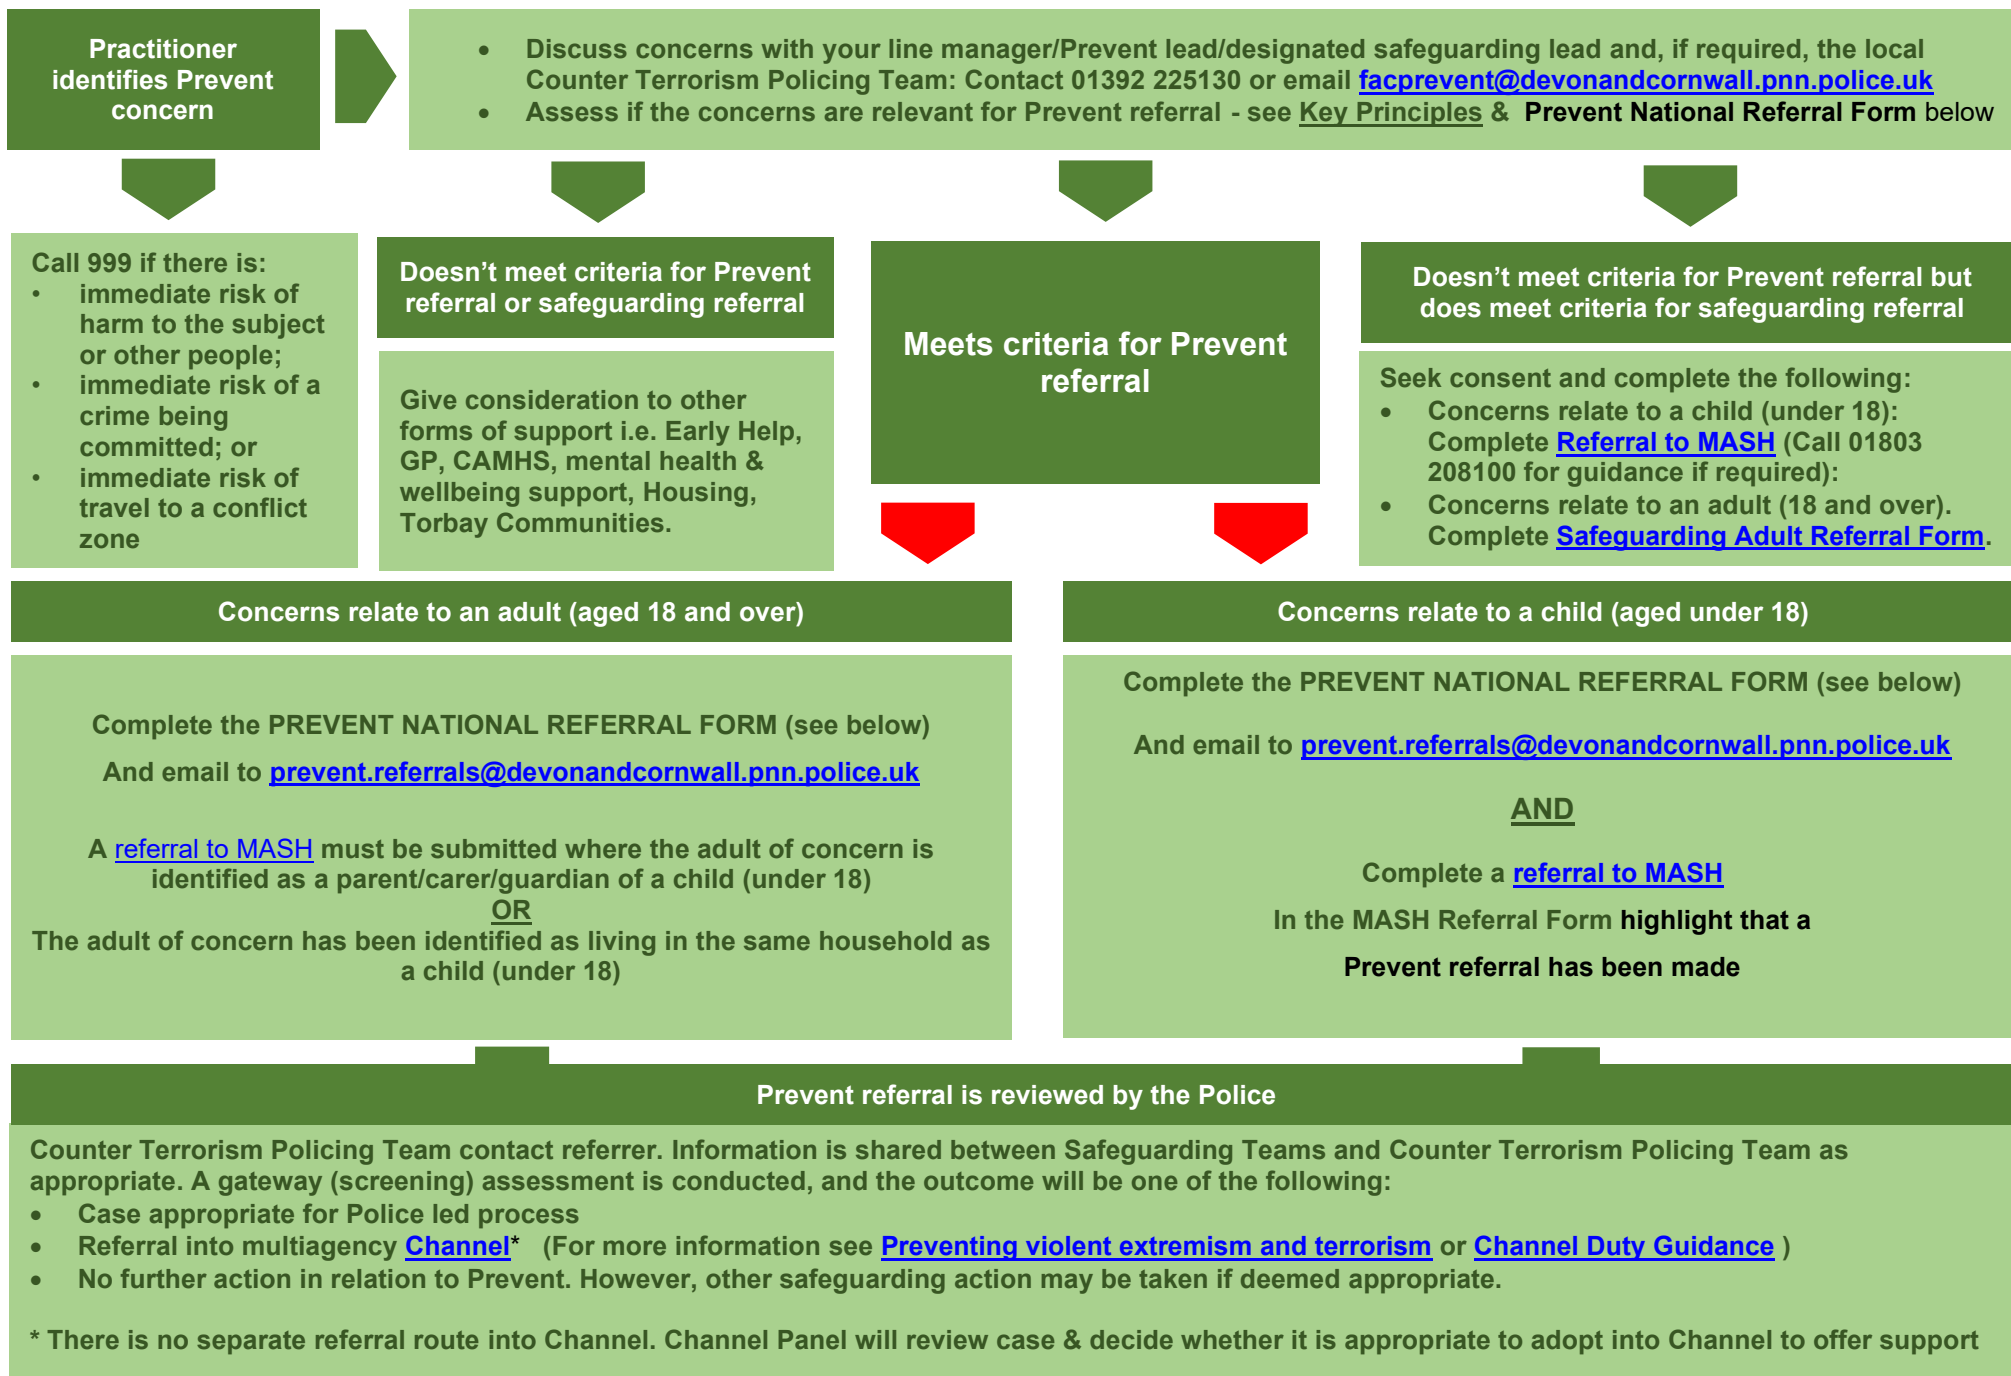 Practitioner
identifies Prevent
concern
• Discuss concerns with your line manager/Prevent lead/designated safeguarding lead and, if required, the local
Counter Terrorism Policing Team: Contact 01392 225130 or email facprevent@devonandcornwall.pnn.police.uk
• Assess if the concerns are relevant for Prevent referral - see Key Principles & Prevent National Referral Form below
Call 999 if there is:
• immediate risk of
harm to the subject
or other people;
• immediate risk of a
crime being
committed; or
• immediate risk of
travel to a conflict
zone
Doesn't meet criteria for Prevent
referral or safeguarding referral
Give consideration to other
forms of support i.e. Early Help,
GP, CAMHS, mental health &
wellbeing support, Housing,
Torbay Communities.
Meets criteria for Prevent
referral
Doesn't meet criteria for Prevent referral but
does meet criteria for safeguarding referral
Seek consent and complete the following:
• Concerns relate to a child (under 18):
Complete Referral to MASH (Call 01803
208100 for guidance if required):
• Concerns relate to an adult (18 and over).
Complete Safeguarding Adult Referral Form.
Concerns relate to an adult (aged 18 and over)
Complete the PREVENT NATIONAL REFERRAL FORM (see below)
And email to prevent.referrals@devonandcornwall.pnn.police.uk
A referral to MASH must be submitted where the adult of concern is
identified as a parent/carer/guardian of a child (under 18)
OR
The adult of concern has been identified as living in the same household as
a child (under 18)
Concerns relate to a child (aged under 18)
Complete the PREVENT NATIONAL REFERRAL FORM (see below)
And email to prevent.referrals@devonandcornwall.pnn.police.uk
AND
Complete a referral to MASH
In the MASH Referral Form highlight that a
Prevent referral has been made
Prevent referral is reviewed by the Police
Counter Terrorism Policing Team contact referrer. Information is shared between Safeguarding Teams and Counter Terrorism Policing Team as
appropriate. A gateway (screening) assessment is conducted, and the outcome will be one of the following:
• Case appropriate for Police led process
• Referral into multiagency Channel* (For more information see Preventing violent extremism and terrorism or Channel Duty Guidance )
• No further action in relation to Prevent. However, other safeguarding action may be taken if deemed appropriate.
* There is no separate referral route into Channel. Channel Panel will review case & decide whether it is appropriate to adopt into Channel to offer support